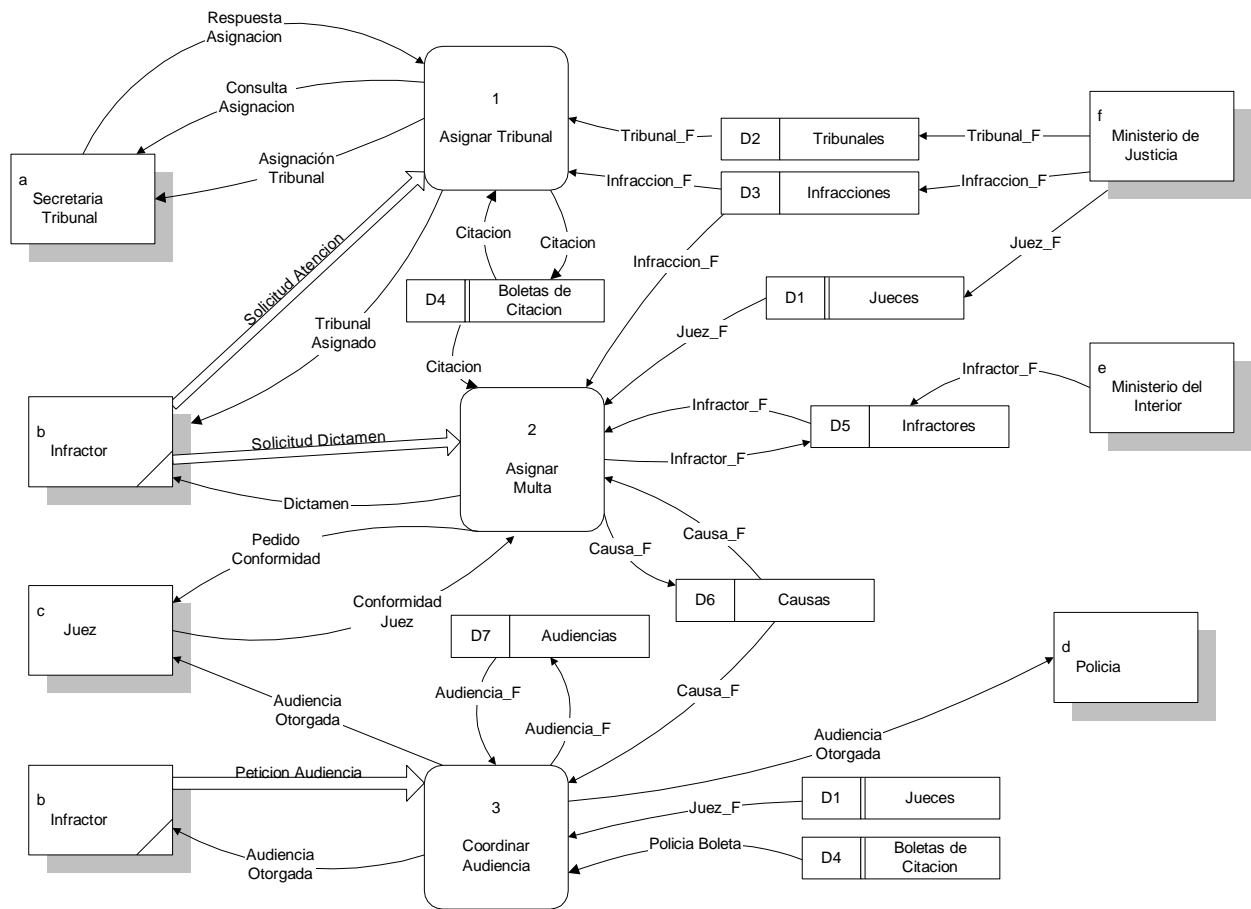 Respuesta
Asignacion
Consulta
Asignacion
Asignación
Tribunal
a
Secretaria
Tribunal
1
Asignar Tribunal
Tribunal_F
D2
Tribunales
Tribunal_F
Infraccion_F
D3
Infracciones
Infraccion_F
f
Ministerio de
Justicia
Solicitud Atencion
Citacion
Citacion
Infraccion_F
Juez_F
D4
Boletas de
Citacion
D1
Jueces
Juez_F
Tribunal
Asignado
Citacion
b
Infractor
Solicitud Dictamen
Dictamen
2
Asignar
Multa
Infractor_F
Infractor_F
D5
Infractores
Infractor_F
e
Ministerio del
Interior
Pedido
Conformidad
Causa_F
Causa_F
c
Juez
Conformidad
Juez
D6
Causas
D7
Audiencias
d
Policia
Audiencia
Otorgada
Audiencia_F
Audiencia_F
Causa_F
Audiencia
Otorgada
b
Infractor
Peticion Audiencia
Audiencia
Otorgada
3
Coordinar
Audiencia
Juez_F
D1
Jueces
Policia Boleta
D4
Boletas de
Citacion